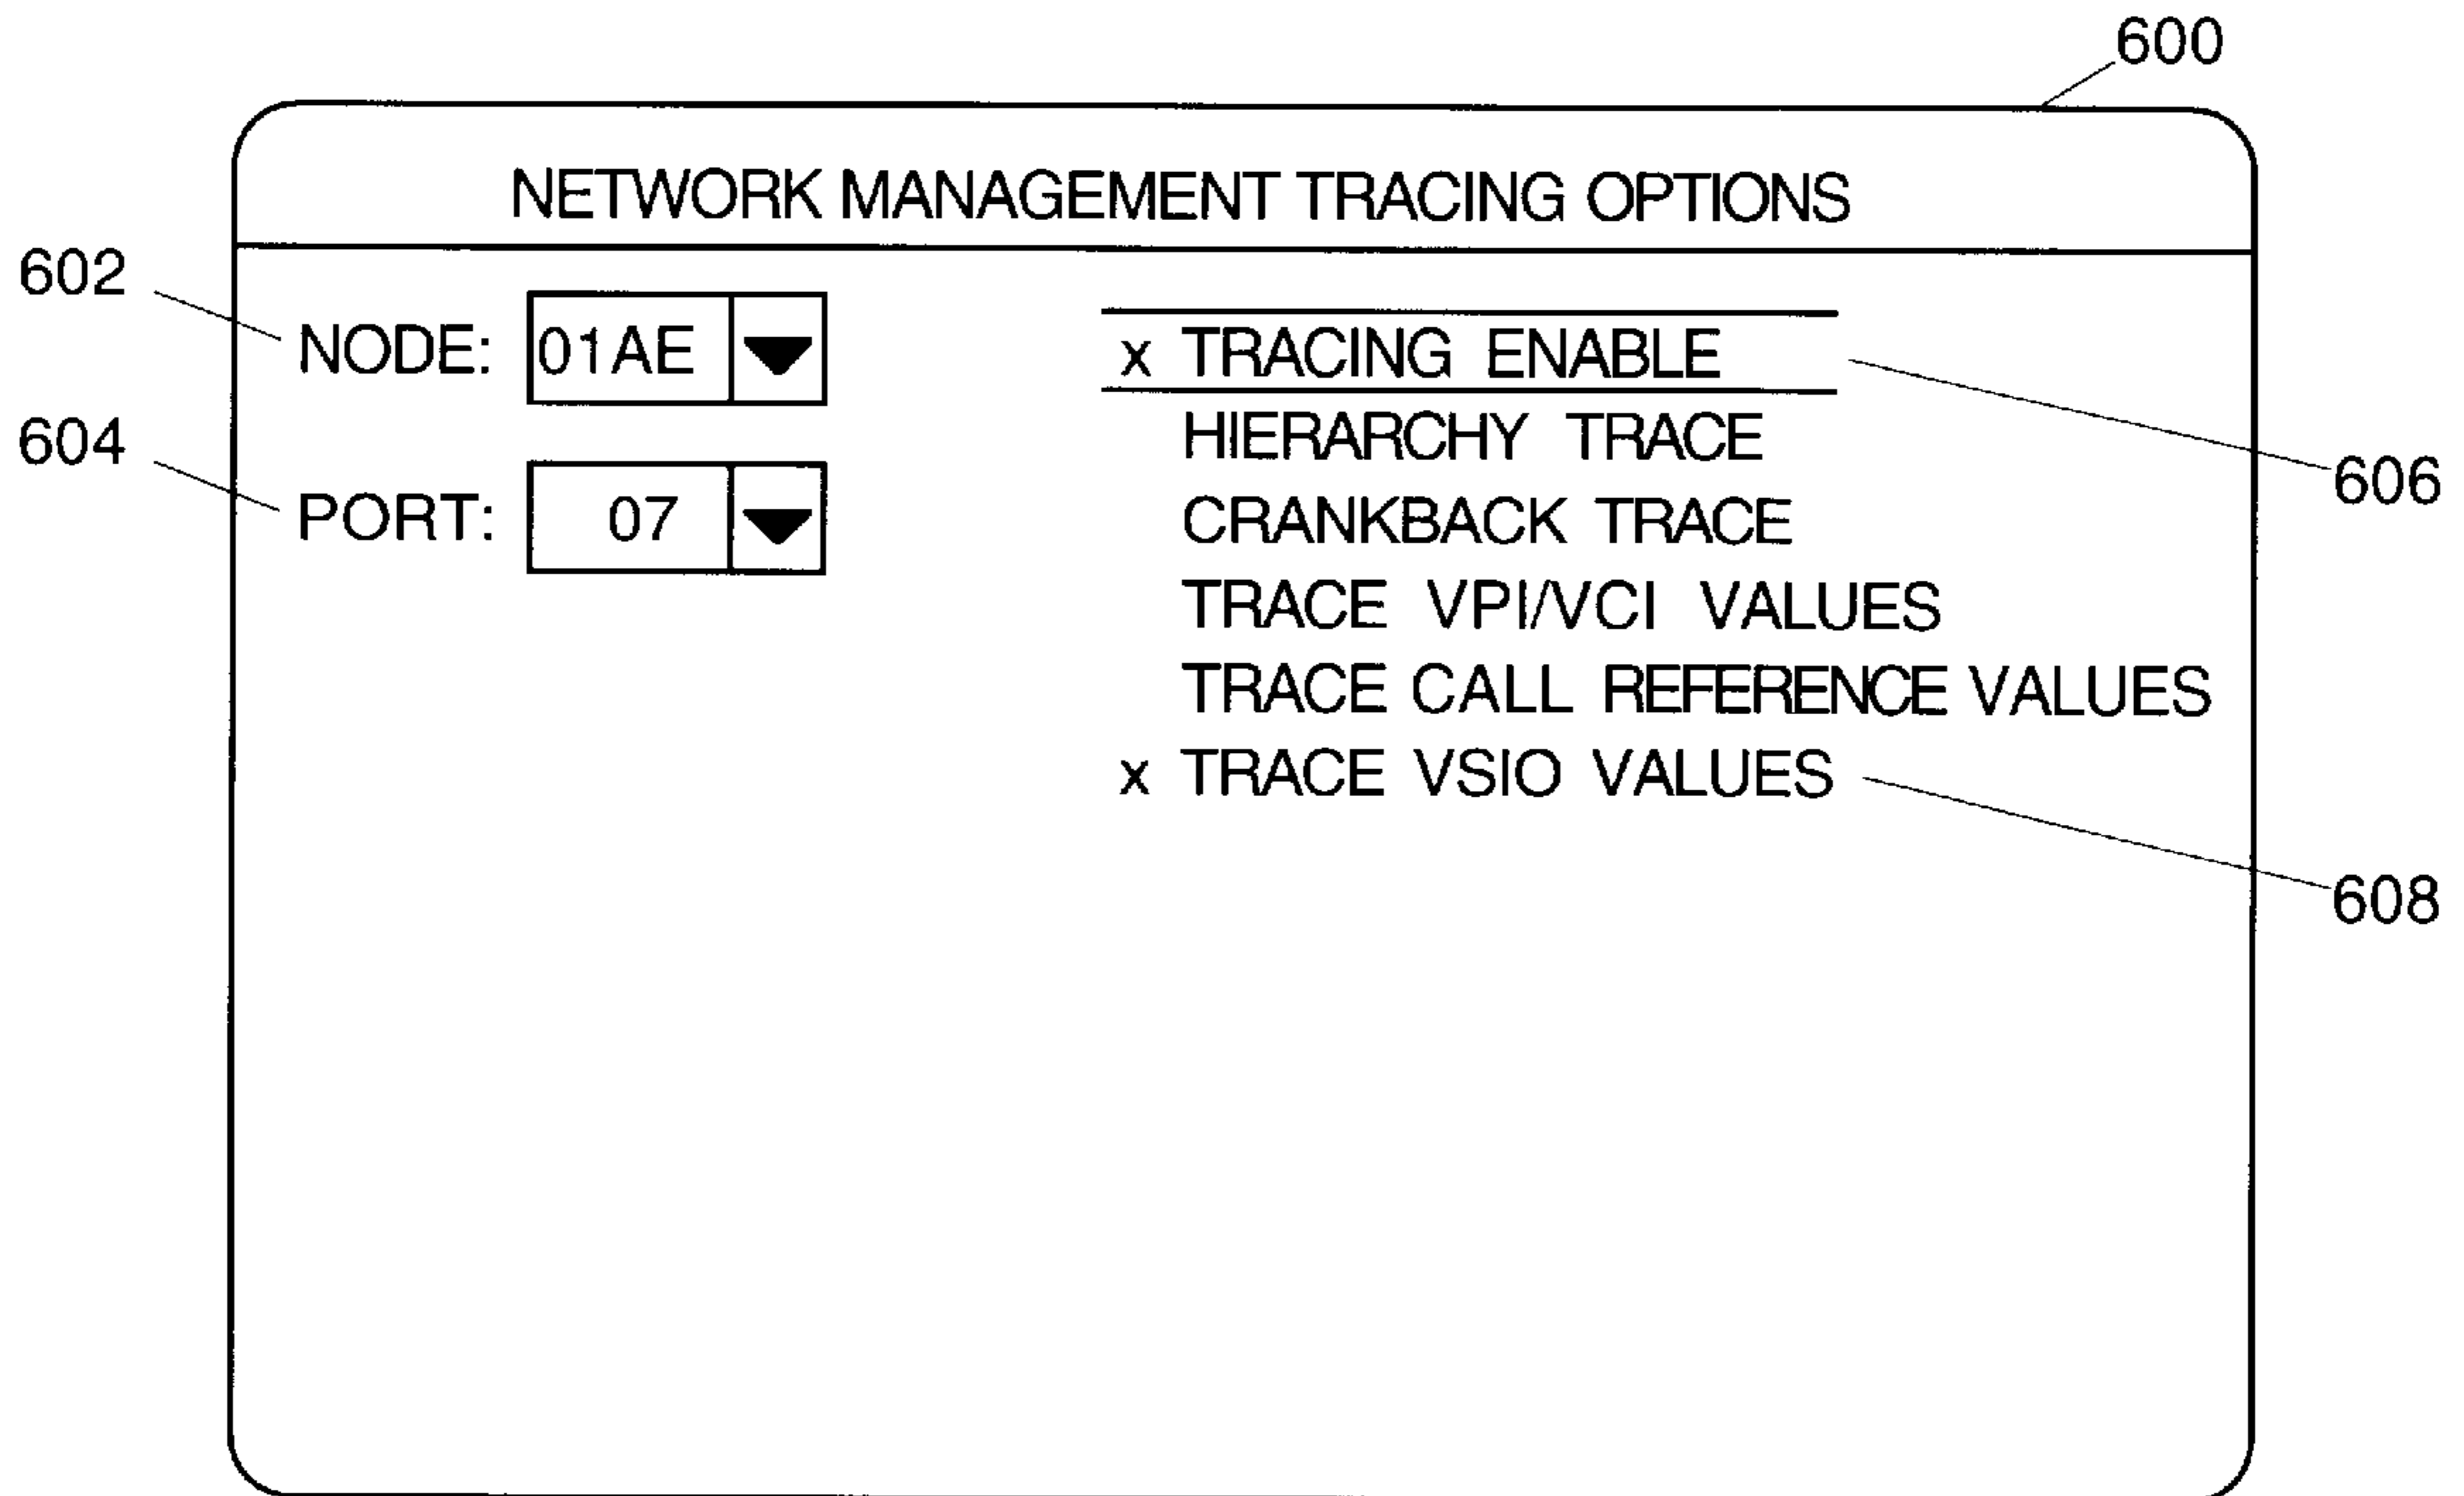 600
NETWORK MANAGEMENT TRACING OPTIONS
602
NODE: 01AE
x TRACING ENABLE
606
HIERARCHY TRACE
604
PORT: 07
CRANKBACK TRACE
TRACE VPI/VCI VALUES
TRACE CALL REFERENCE VALUES
x TRACE VSIO VALUES
608